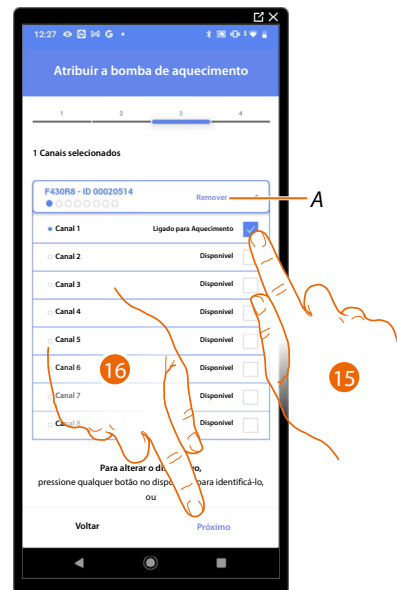 12:27 G
Atribuir a bomba de aquecimento
1 2 3 4
1 Canais selecionados
F430R8 - ID 00020514
Remover
A
Canal 1 Ligado para Aquecimento
Canal 2 Disponível
Canal 3 Disponível
Canal 4 Disponível
Canal 5 Disponível
Canal 6 Disponível
Canal 7 Disponível
Canal 8 Disponível
16
15
Para alterar o
pressione qualquer botão no para identificá-lo,
ou
Voltar Próximo